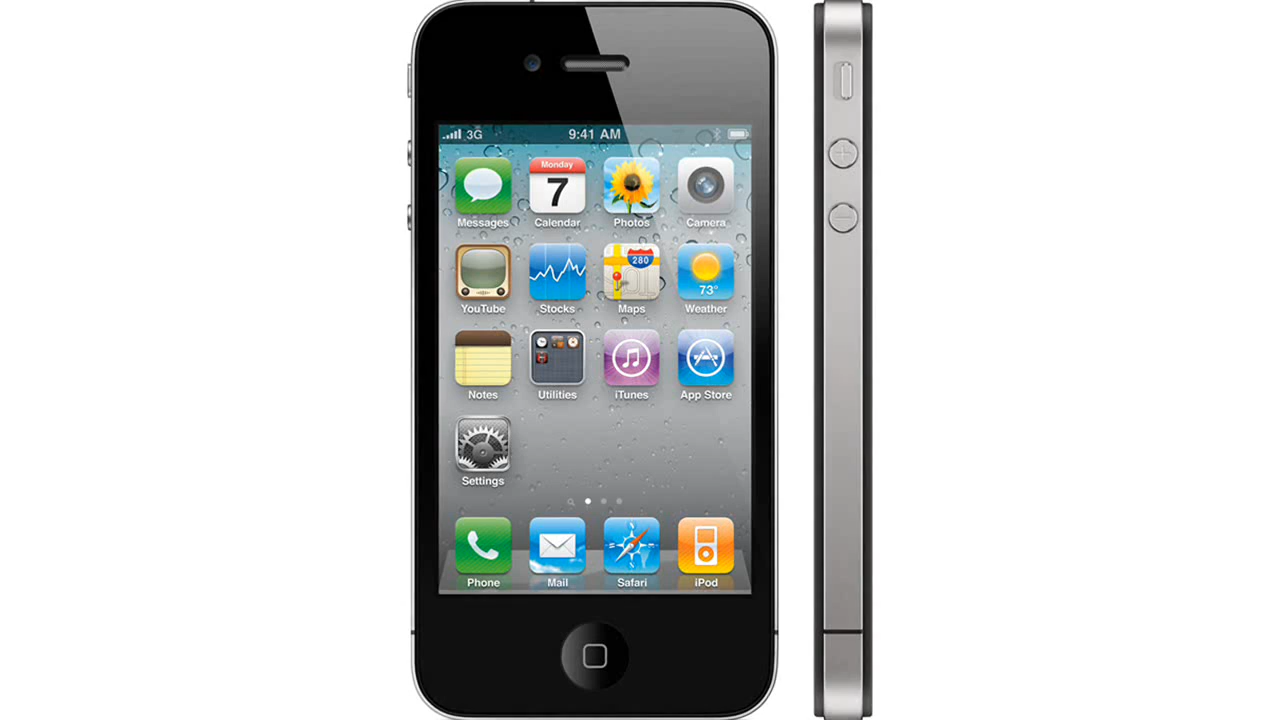 3G 9:41 AM
Monday
7
Messages Calendar Photos Camera
280
73°
YouTube Stocks Maps Weather
Notes Utilities iTunes App Store
Settings
Phone Mail Safari iPod